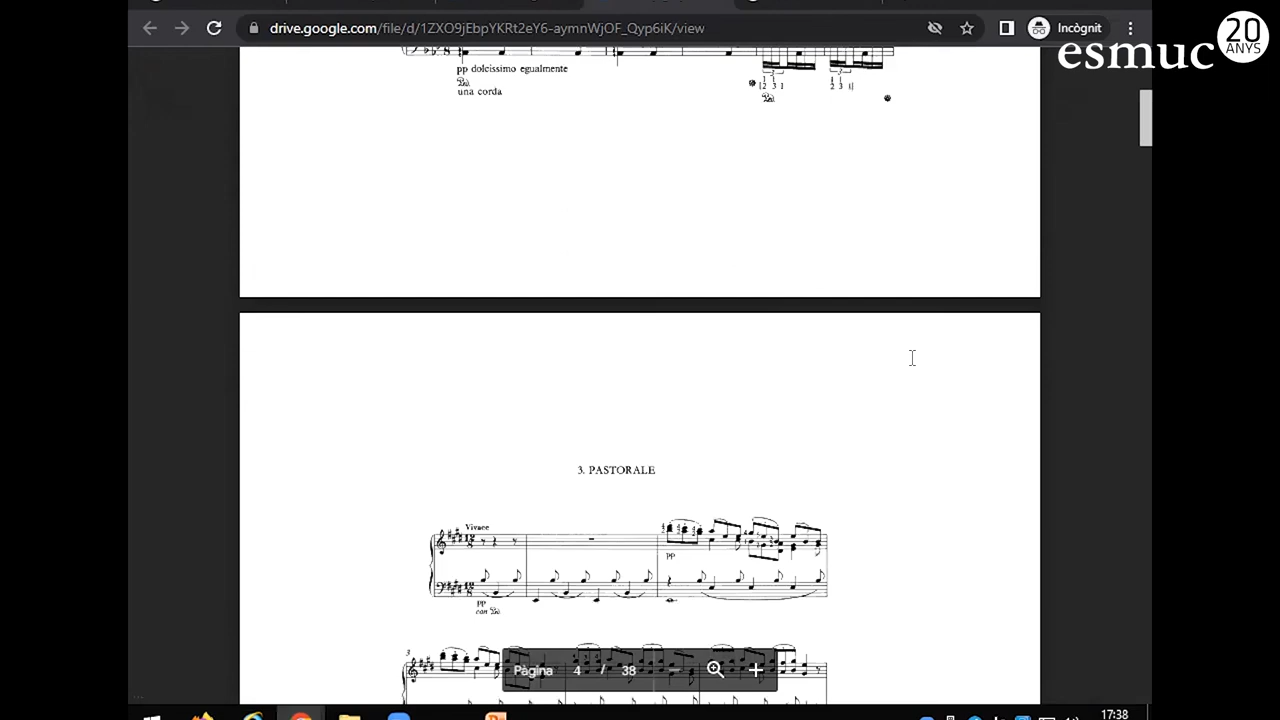 drive.google.com/file/d/1ZXO9jEbpYKRt2eY6-aymnWjOF_Qyp6iK/view
Incògnit
esmuc
20
ANYS
pp dolcissimo egualmente
una corda
3. PASTORALE
Vivace
pp
pp
con
3
Pàgina 4 / 38
17:38